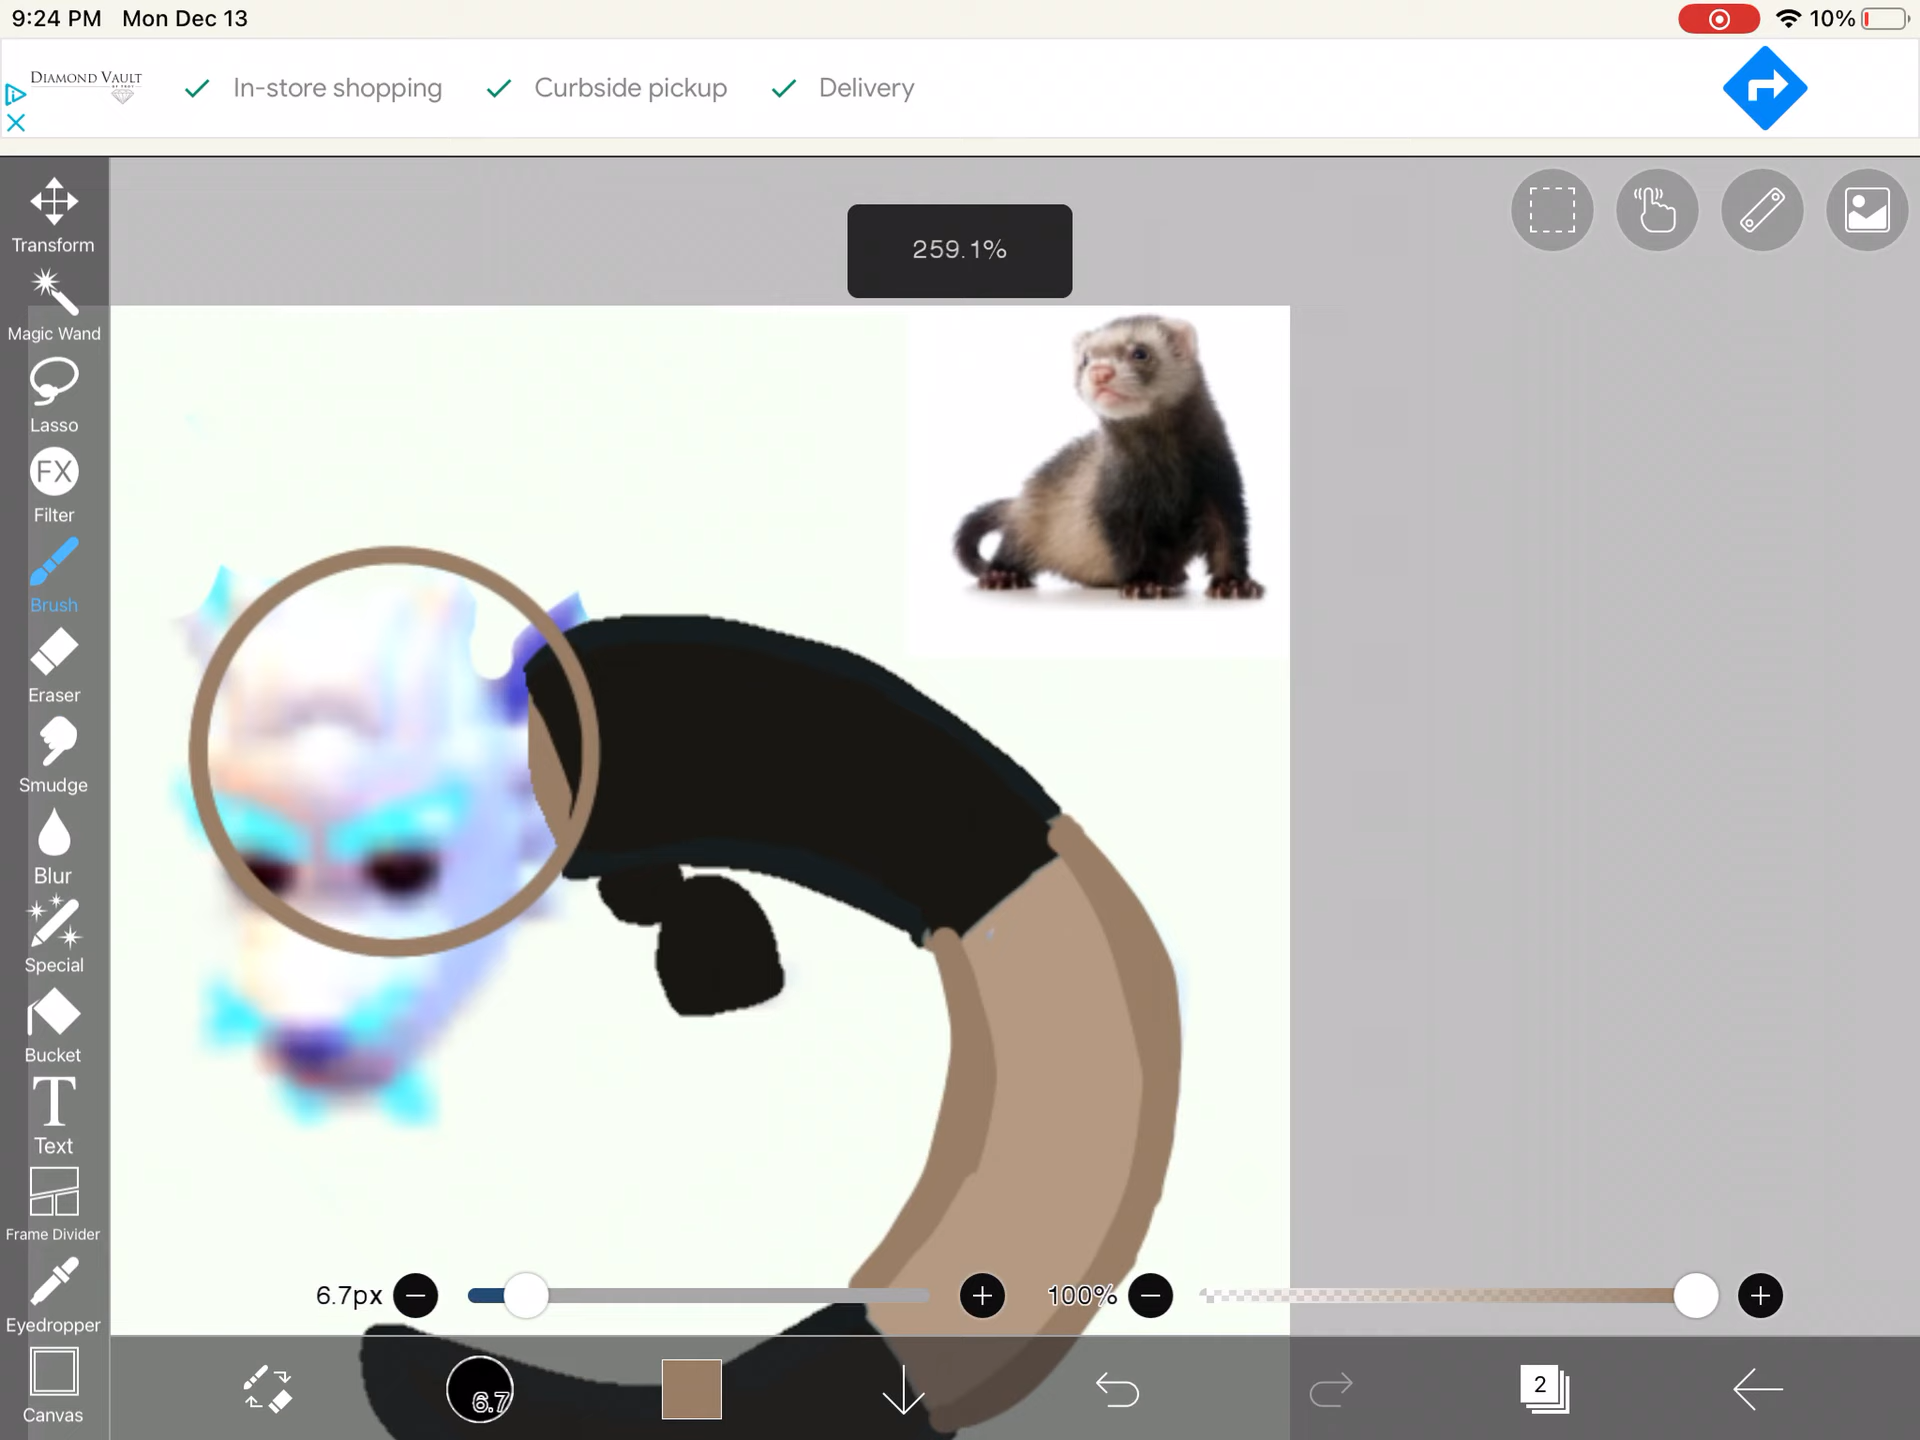 9:24 PM Mon Dec 13
10%
DIAMOND VAULT
In-store shopping
Curbside pickup
Delivery
259.1%
Transform
Magic Wand
Lasso
FX
Filter
Brush
Eraser
Smudge
Blur
Special
Bucket
T
Text
Frame Divider
Eyedropper
Canvas
6.7px
100%
6.7
2